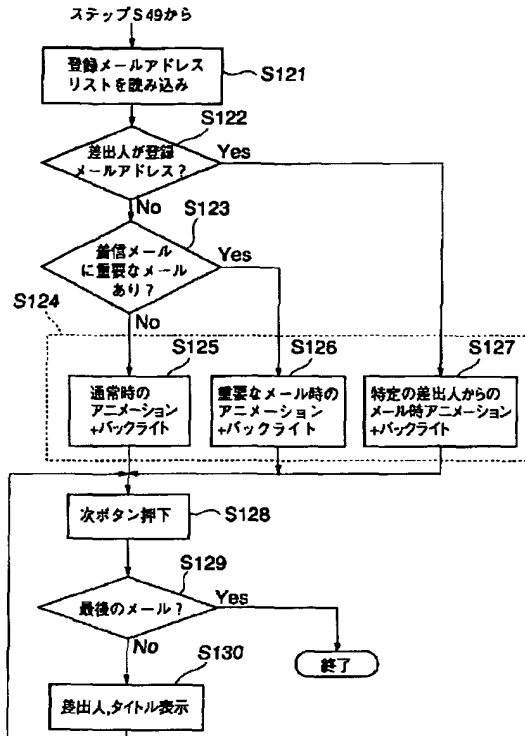 ステップS49から
登録メールアドレス
リストを読み込み
S121
S122
差出人が登録
メールアドレス?
Yes
No
S123
着信メール
に重要なメール
あり?
Yes
No
S124
S125
通常時の
アニメーション
+バックライト
S126
重要なメール時の
アニメーション
+バックライト
S127
特定の差出人からの
メール時アニメーション
+バックライト
次ボタン押下
S128
S129
最後のメール?
Yes
No
終了
S130
差出人,タイトル表示